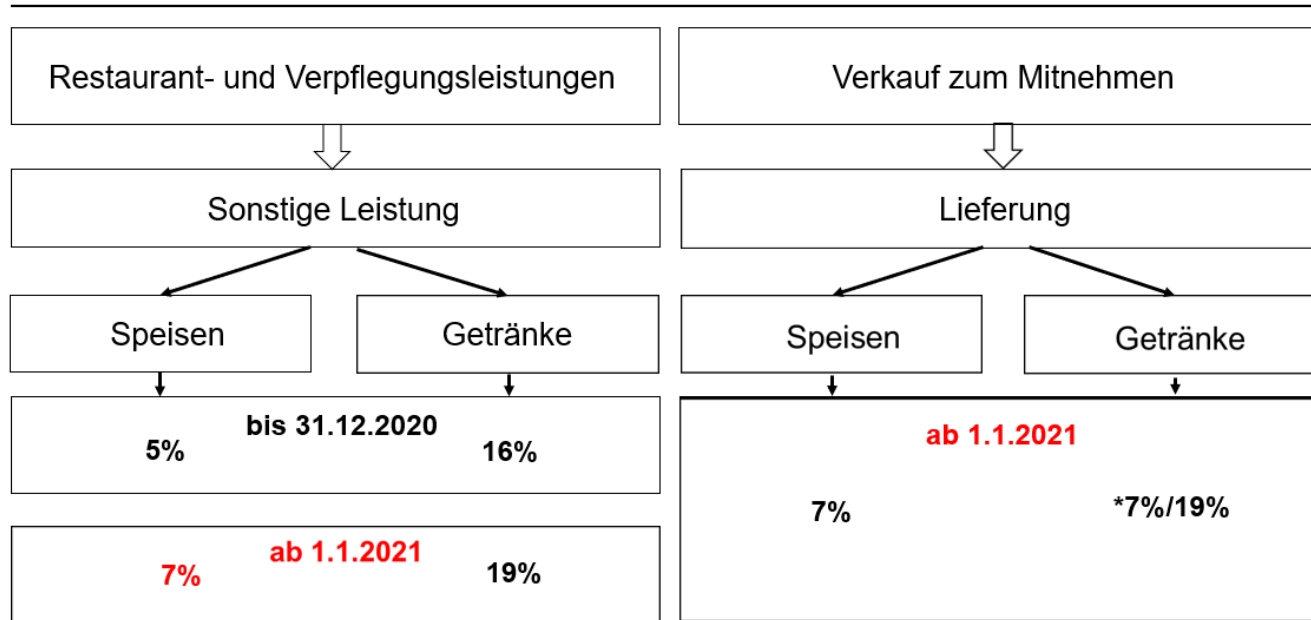 Restaurant- und Verpflegungsleistungen
Verkauf zum Mitnehmen
Sonstige Leistung
Lieferung
Speisen
Getränke
Speisen
Getränke
bis 31.12.2020
5%
16%
ab 1.1.2021
7%
19%
ab 1.1.2021
7%
*7%/19%